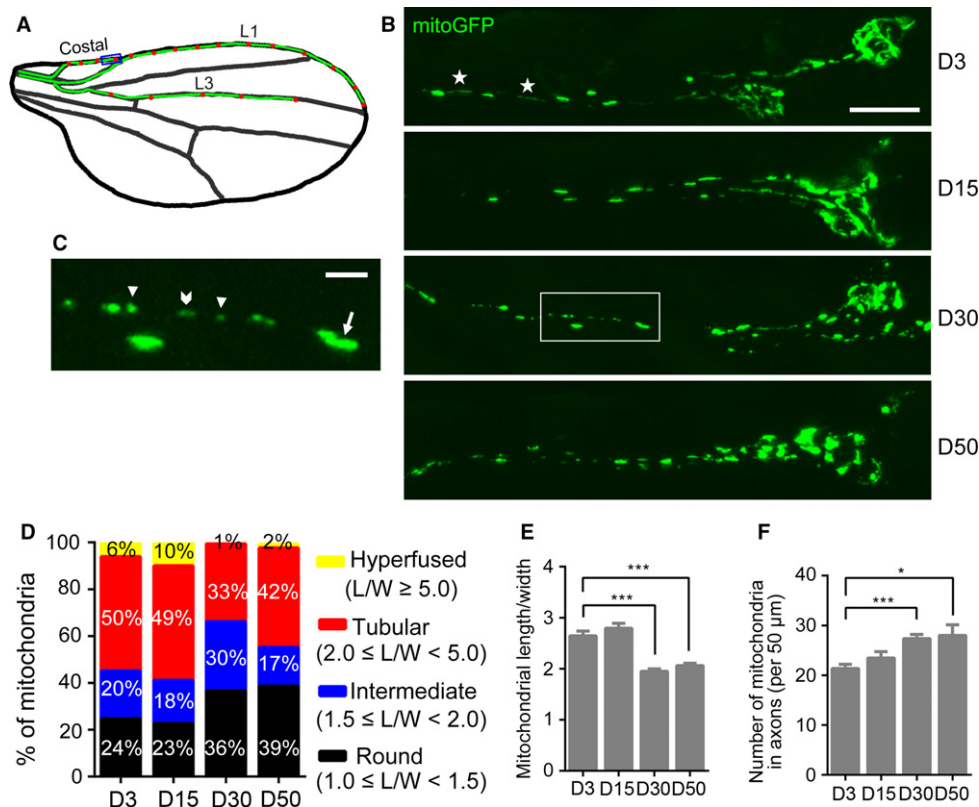 A
Costal
L1
L3
B
mitoGFP
D3
D15
D30
D50
C
D
% of mitochondria
100
80
60
40
20
0
6%
10%
1%
2%
50%
49%
33%
42%
20%
18%
30%
17%
24%
23%
36%
39%
D3 D15 D30 D50
Hyperfused
(L/W ≥ 5.0)
Tubular
(2.0 ≤ L/W < 5.0)
Intermediate
(1.5 ≤ L/W < 2.0)
Round
(1.0 ≤ L/W < 1.5)
E
Mitochondrial length/width
4
3
2
1
0
***
***
D3 D15 D30 D50
F
Number of mitochondria
in axons (per 50 µm)
40
30
20
10
0
*
***
D3 D15 D30 D50